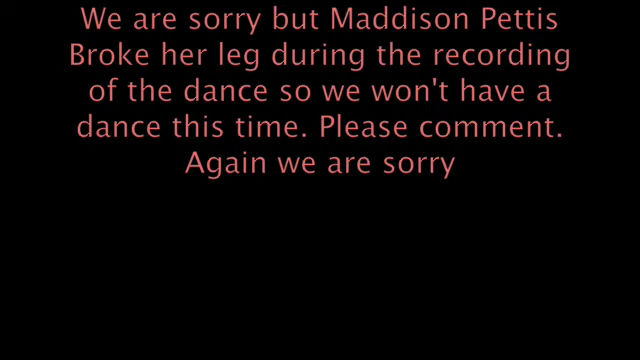 We are sorry but Maddison Pettis
Broke her leg during the recording
of the dance so we won't have a
dance this time. Please comment.
Again we are sorry